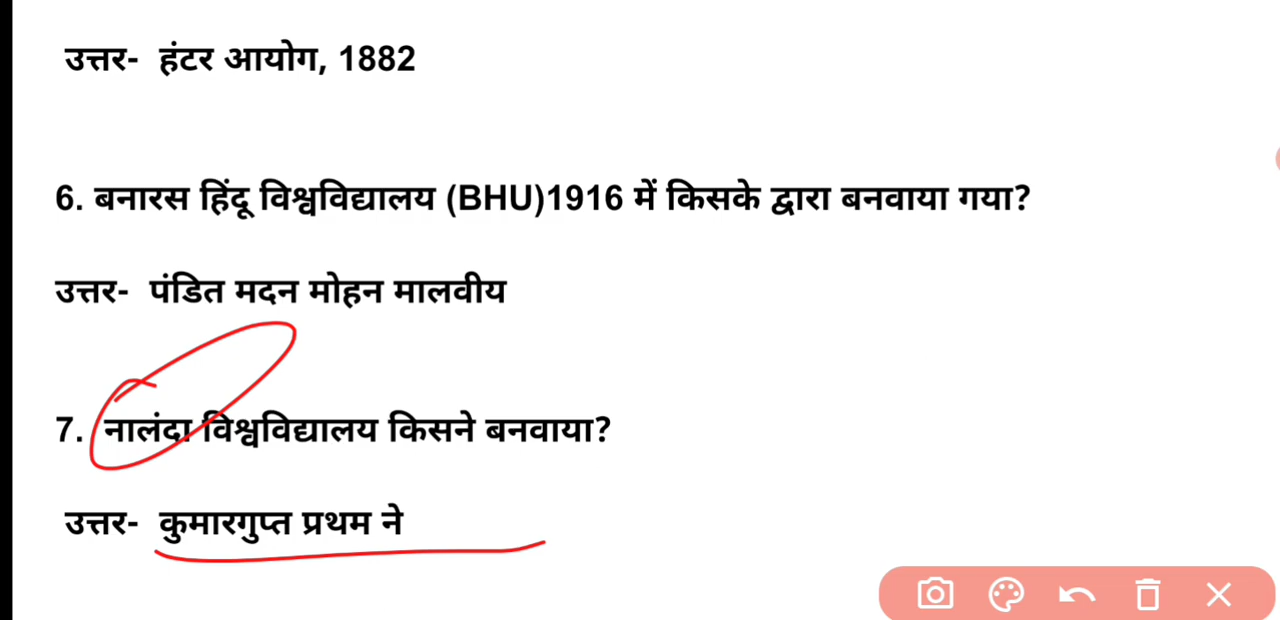 उत्तर- हंटर आयोग, 1882
6. बनारस हिंदू विश्वविद्यालय (BHU)1916 में किसके द्वारा बनवाया गया?
उत्तर- पंडित मदन मोहन मालवीय
7. नालंदा विश्वविद्यालय किसने बनवाया?
उत्तर- कुमारगुप्त प्रथम ने